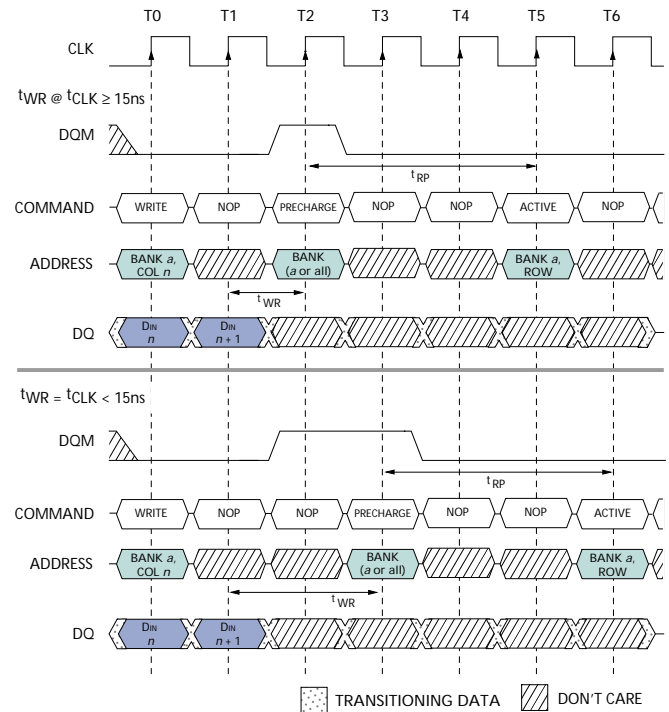 T0 T1 T2 T3 T4 T5 T6
CLK
tWR @ tCLK ≥ 15ns
DQM
tRP
COMMAND WRITE NOP PRECHARGE NOP NOP ACTIVE NOP
ADDRESS BANK a, COL n BANK (a or all) BANK a, ROW
tWR
DQ DIN n DIN n + 1
tWR = tCLK < 15ns
DQM
tRP
COMMAND WRITE NOP NOP PRECHARGE NOP NOP ACTIVE
ADDRESS BANK a, COL n BANK (a or all) BANK a, ROW
tWR
DQ DIN n DIN n + 1
TRANSITIONING DATA DON'T CARE